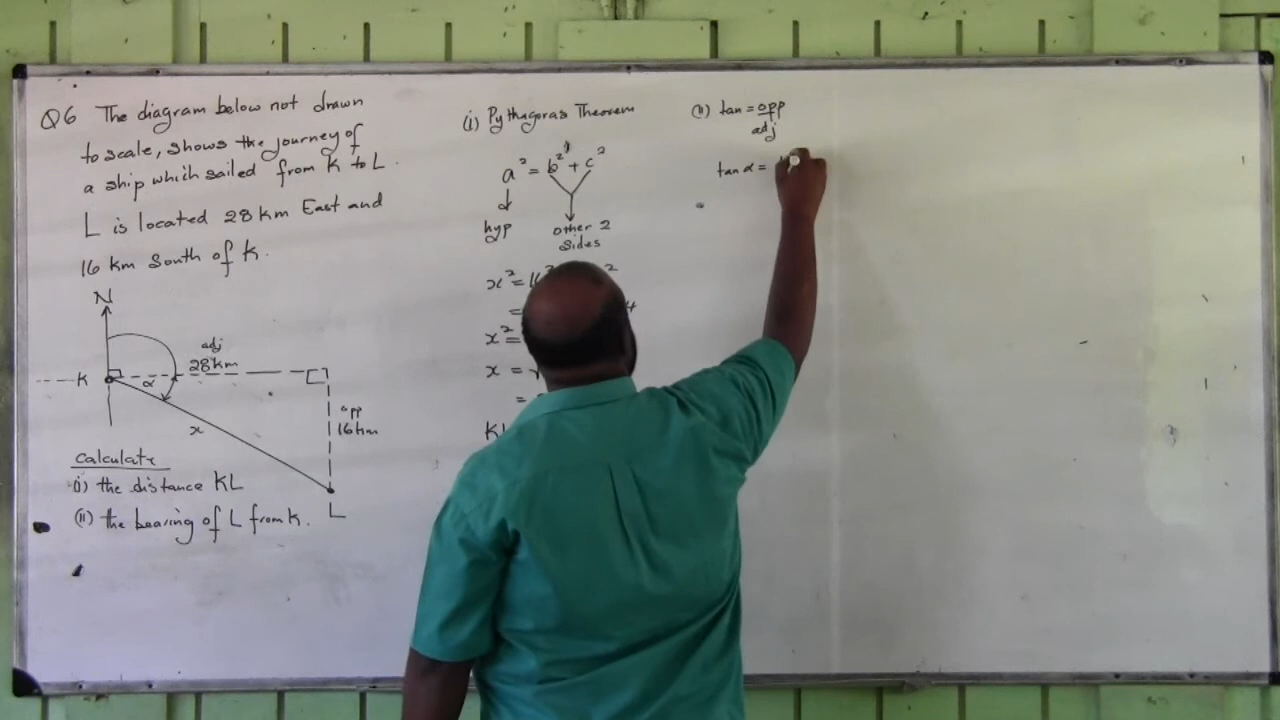 Q6 The diagram below not drawn
to scale, shows the journey of
a ship which sailed from K to L.
L is located 28 km East and
16 km South of K.
N
adj
28km
K
α
opp
16km
x
L
Calculate
(i) the distance KL
(ii) the bearing of L from K.
(i) Pythagoras Theorem
a² = b² + c²
hyp
other 2
sides
x² =
=
x² =
x =
=
(ii) tan = opp
adj
tan α =